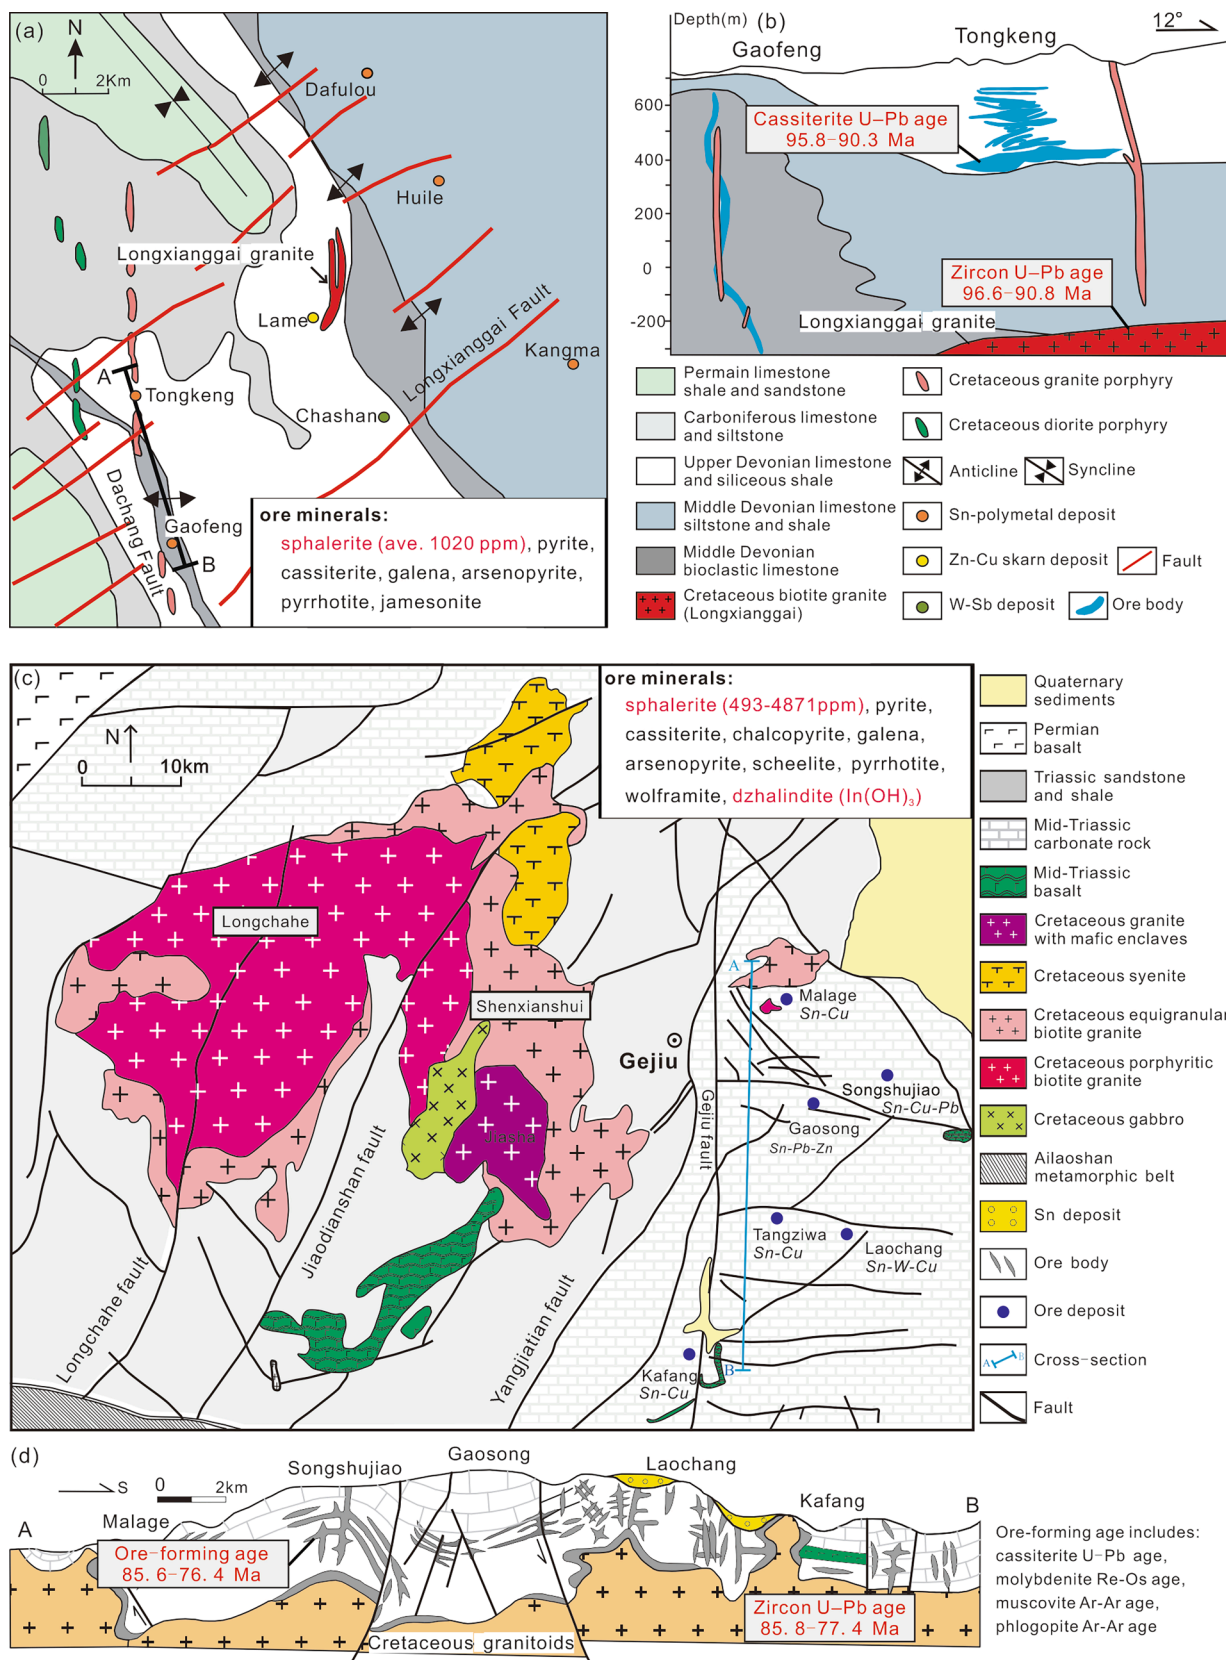 (a)
N
0 2Km
Dafulou
Huile
Longxianggai granite
Lame
Longxianggai Fault
Kangma
A
Tongkeng
Chashan
Dachang Fault
Gaofeng
B
ore minerals:
sphalerite (ave. 1020 ppm), pyrite,
cassiterite, galena, arsenopyrite,
pyrrhotite, jamesonite
Depth(m) (b)
12°
Gaofeng
Tongkeng
600
400
200
0
-200
Cassiterite U–Pb age
95.8–90.3 Ma
Zircon U–Pb age
96.6–90.8 Ma
Longxianggai granite
Permain limestone
shale and sandstone
Carboniferous limestone
and siltstone
Upper Devonian limestone
and siliceous shale
Middle Devonian limestone
siltstone and shale
Middle Devonian
bioclastic limestone
Cretaceous biotite granite
(Longxianggai)
Cretaceous granite porphyry
Cretaceous diorite porphyry
Anticline
Syncline
Sn-polymetal deposit
Zn-Cu skarn deposit
Fault
W-Sb deposit
Ore body
(c)
N
0 10km
ore minerals:
sphalerite (493-4871ppm), pyrite,
cassiterite, chalcopyrite, galena,
arsenopyrite, scheelite, pyrrhotite,
wolframite, dzhalindite (In(OH)₃)
Longchahe
Shenxianshui
Jiasha
Gejiu
A
Malage
Sn-Cu
Songshujiao
Sn-Cu-Pb
Gaosong
Sn-Pb-Zn
Gejiu fault
Tangziwa
Sn-Cu
Laochang
Sn-W-Cu
Kafang
Sn-Cu
B
Longchahe fault
Jiaodianshan fault
Yangjiatian fault
Quaternary
sediments
Permian
basalt
Triassic sandstone
and shale
Mid-Triassic
carbonate rock
Mid-Triassic
basalt
Cretaceous granite
with mafic enclaves
Cretaceous syenite
Cretaceous equigranular
biotite granite
Cretaceous porphyritic
biotite granite
Cretaceous gabbro
Ailaoshan
metamorphic belt
Sn deposit
Ore body
Ore deposit
A B
Cross-section
Fault
(d)
S
0 2km
A
Malage
Songshujiao
Gaosong
Laochang
Kafang
B
Ore-forming age
85.6-76.4 Ma
Zircon U–Pb age
85.8-77.4 Ma
Cretaceous granitoids
Ore-forming age includes:
cassiterite U-Pb age,
molybdenite Re-Os age,
muscovite Ar-Ar age,
phlogopite Ar-Ar age